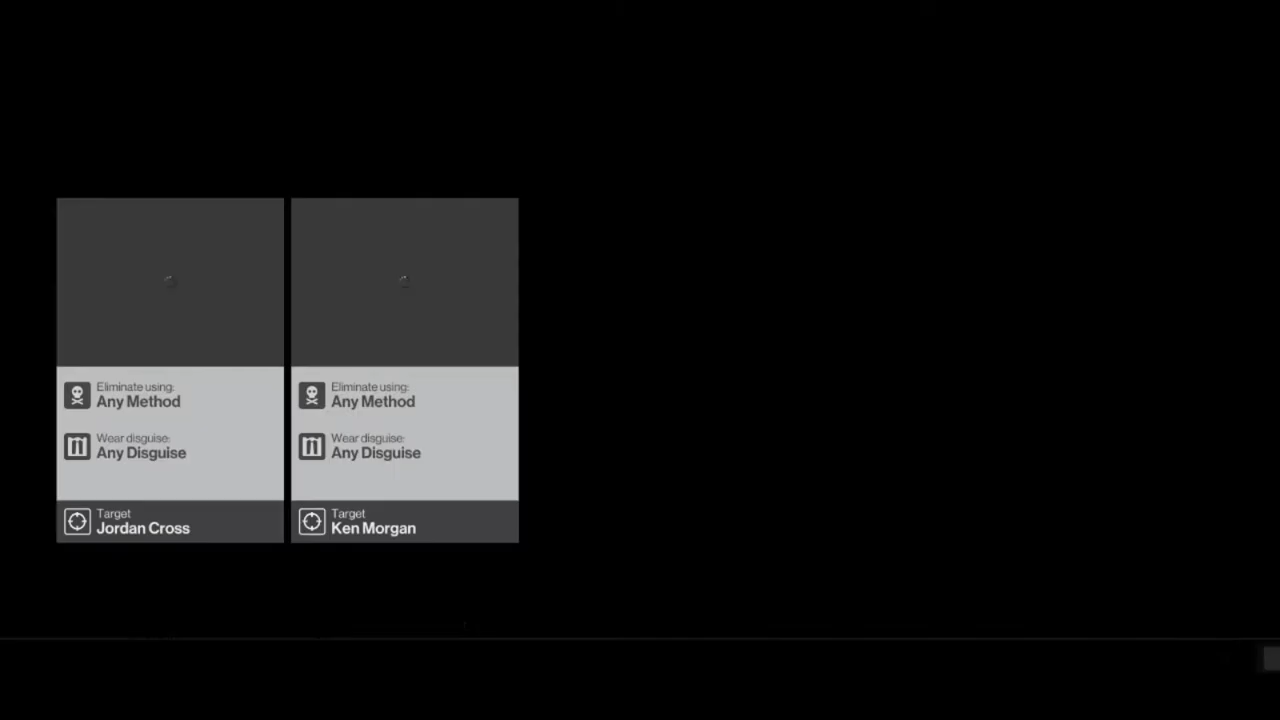 Eliminate using:
Any Method
Wear disguise:
Any Disguise
Target
Jordan Cross
Eliminate using:
Any Method
Wear disguise:
Any Disguise
Target
Ken Morgan